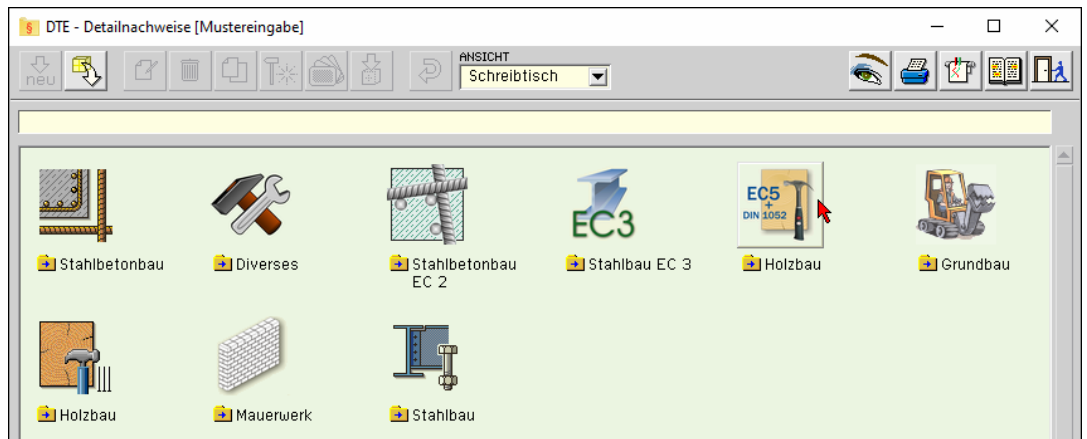 DTE - Detailnachweise [Mustereingabe]
neu
ANSICHT
Schreibtisch
EC3
EC5
+
DIN 1052
Stahlbetonbau
Diverses
Stahlbetonbau
EC 2
Stahlbau EC 3
Holzbau
Grundbau
Holzbau
Mauerwerk
Stahlbau